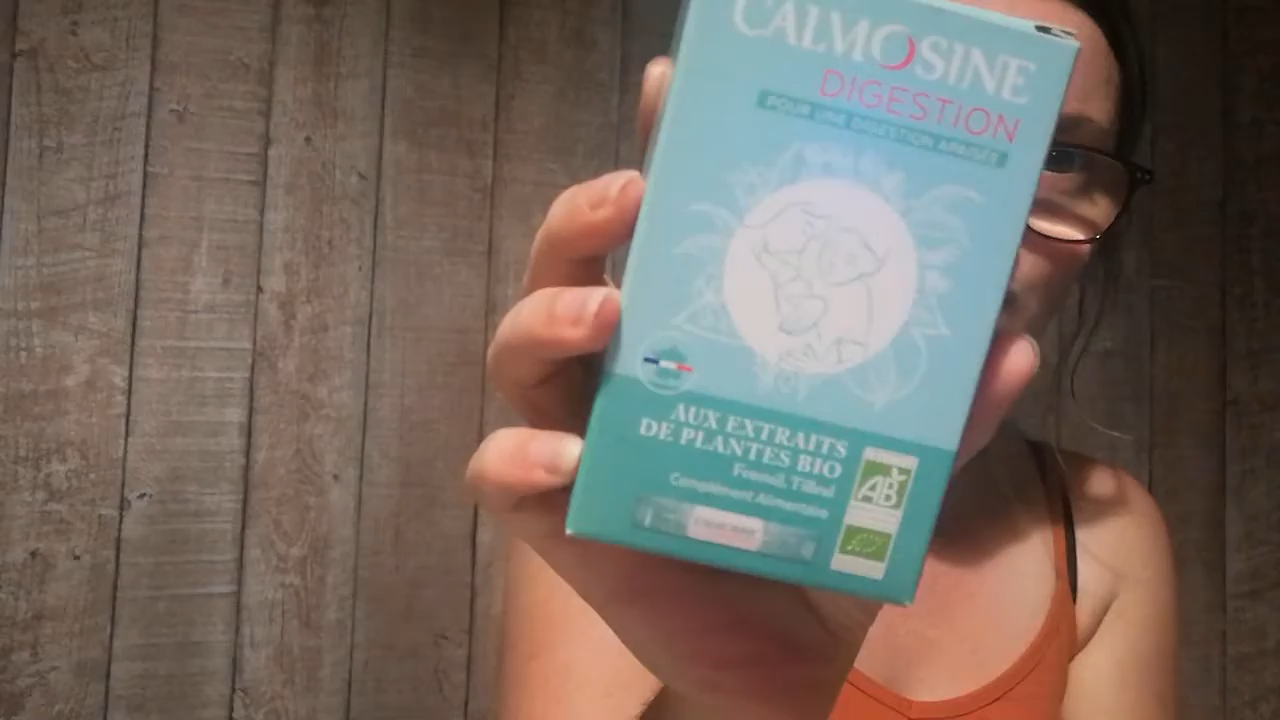 CALMOSINE
DIGESTION
POUR UNE DIGESTION APAISÉE
AUX EXTRAITS
DE PLANTES BIO
Fenouil, Tilleul
Complément Alimentaire
AB